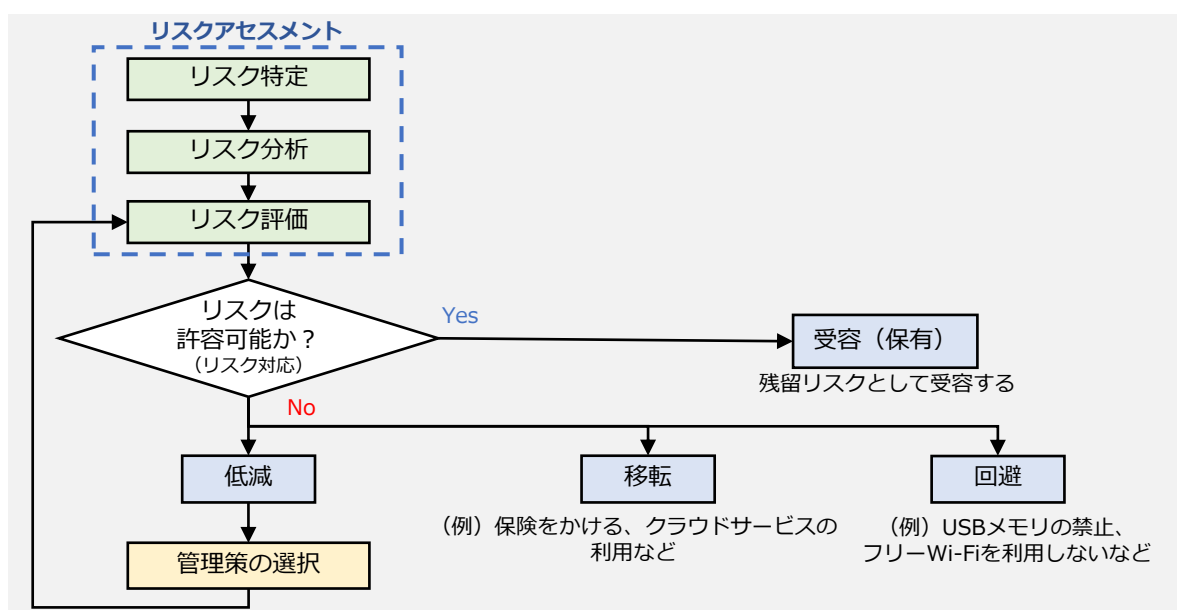 リスクアセスメント
リスク特定
リスク分析
リスク評価
リスクは
許容可能か？
（リスク対応）
Yes
受容（保有）
残留リスクとして受容する
No
低減
移転
回避
（例）保険をかける、クラウドサービスの
利用など
（例）USBメモリの禁止、
フリーWi-Fiを利用しないなど
管理策の選択